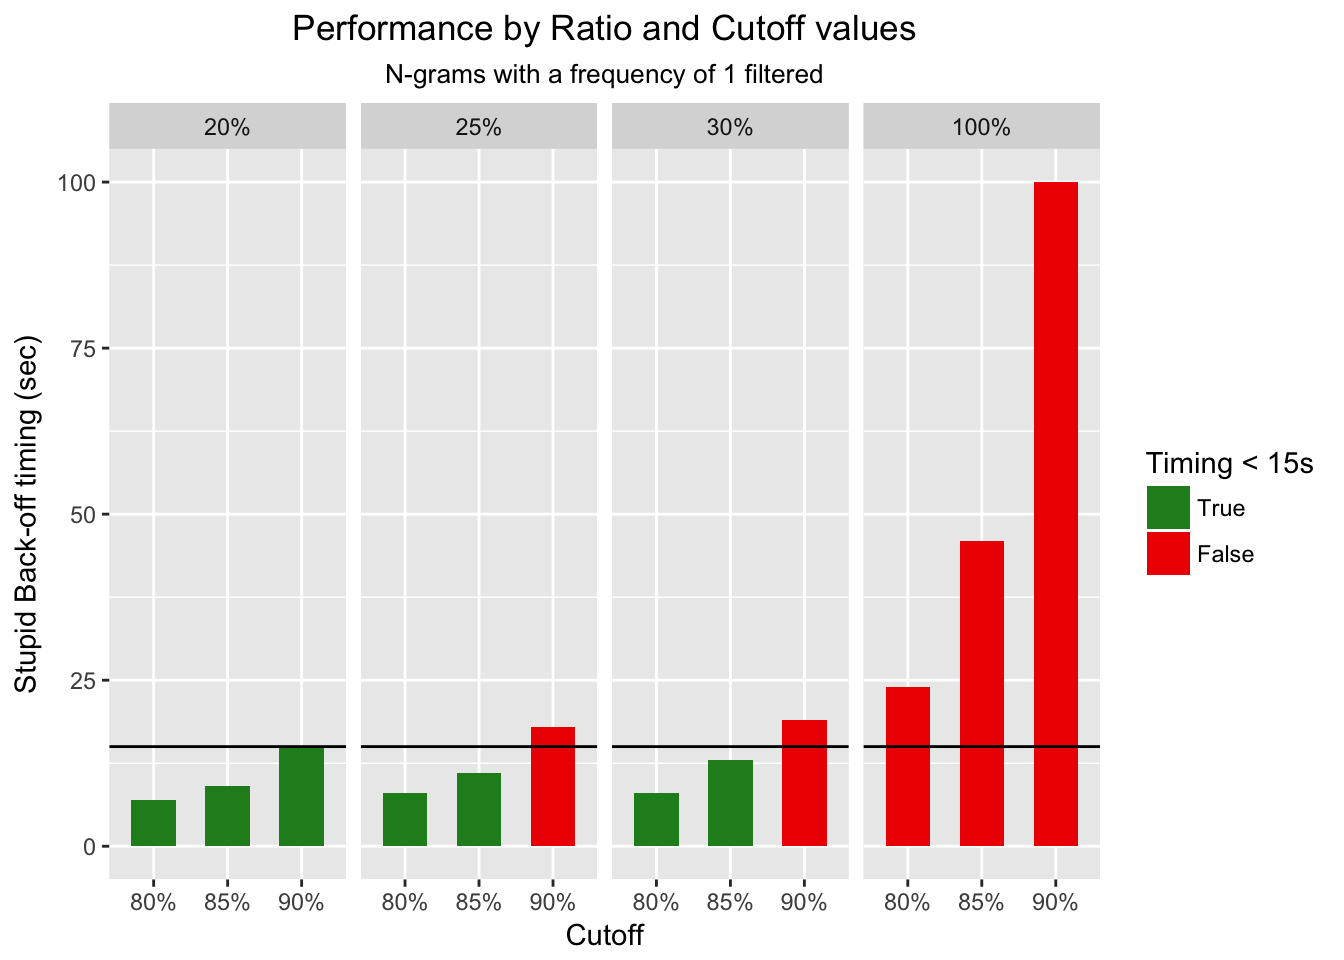 Performance by Ratio and Cutoff values
N-grams with a frequency of 1 filtered
20% 25% 30% 100%
100
75
50
25
0
Stupid Back-off timing (sec)
80% 85% 90% 80% 85% 90% 80% 85% 90% 80% 85% 90%
Cutoff
Timing < 15s
True
False